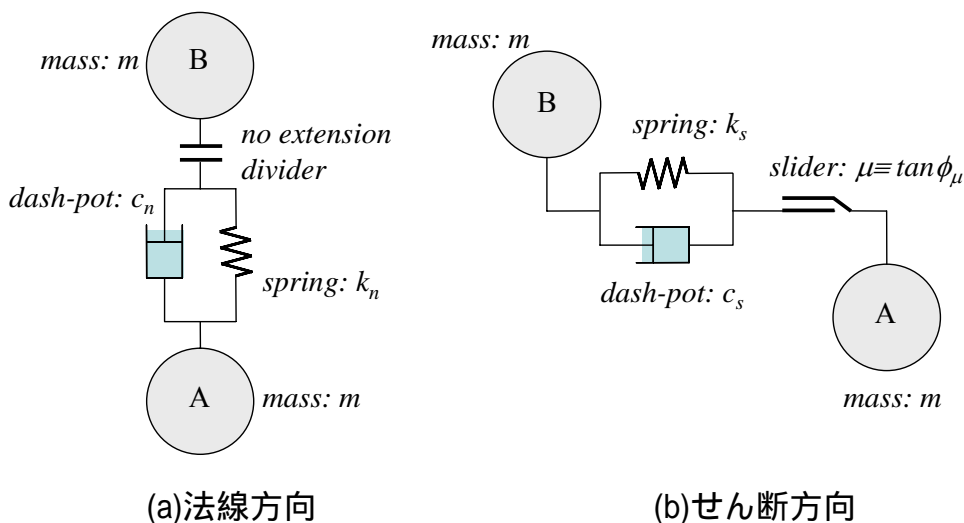 mass: m
B
no extension
divider
dash-pot: cₙ
spring: kₙ
A
mass: m
(a)法線方向
mass: m
B
spring: kₛ
slider: μ≡tanϕ_μ
dash-pot: cₛ
A
mass: m
(b)せん断方向